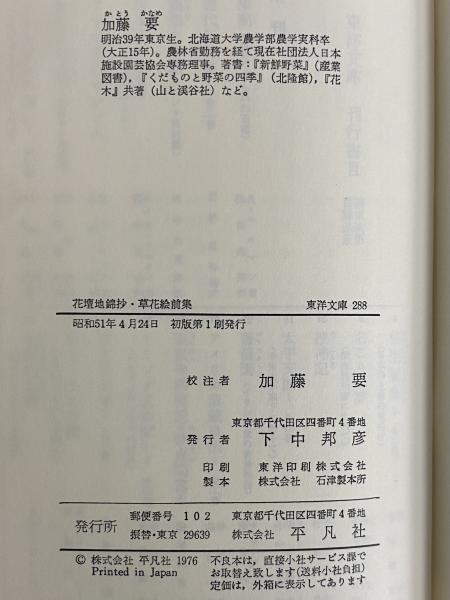 かとう かなめ
加藤 要
明治39年東京生。北海道大学農学部農学実科卒
(大正15年)。農林省勤務を経て現在社団法人日本
施設園芸協会専務理事。著書:『新鮮野菜』(産業
図書),『くだものと野菜の四季』(北隆館),『花
木』共著(山と渓谷社)など。
花壇地錦抄・草花絵前集 東洋文庫 288
昭和51年4月24日 初版第1刷発行
校注者 加藤 要
東京都千代田区四番町4番地
発行者 下中邦彦
印刷 東洋印刷株式会社
製本 株式会社 石津製本所
発行所 郵便番号 102 東京都千代田区四番町4番地
振替・東京 29639 株式会社 平凡社
© 株式会社 平凡社 1976 不良本は,直接小社サービス課で
Printed in Japan お取替え致します(送料小社負担)
定価は,外箱に表示してあります